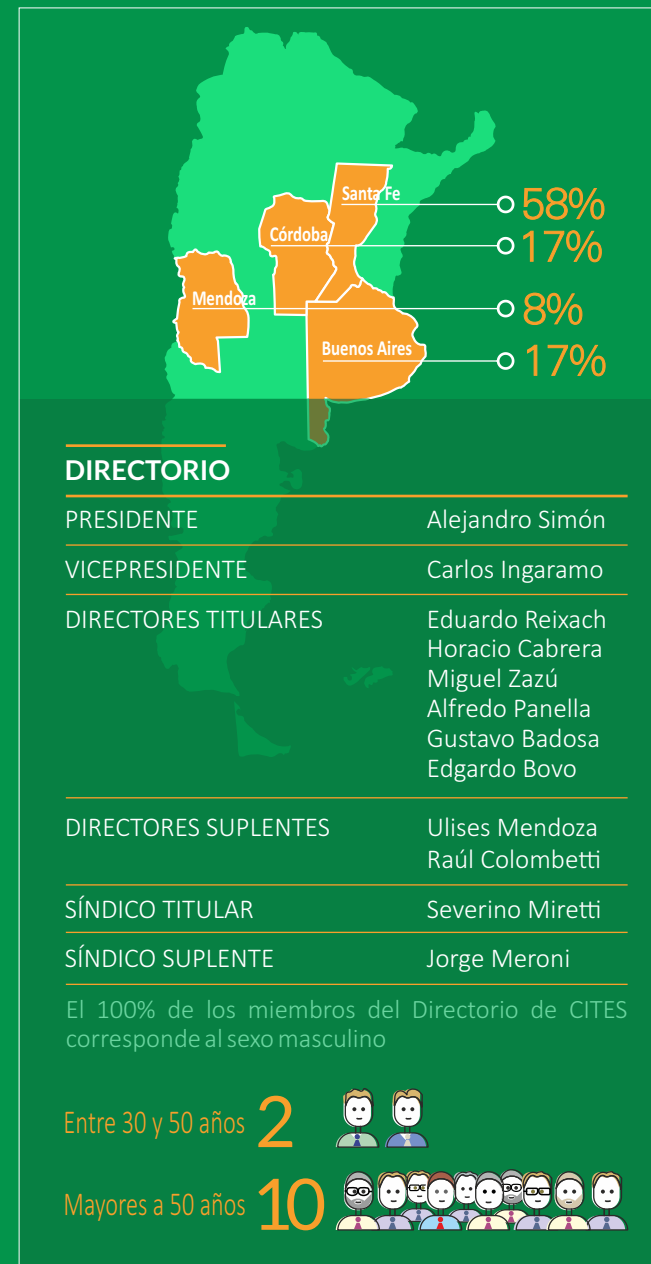 Santa Fe 58%
Córdoba 17%
Mendoza 8%
Buenos Aires 17%
DIRECTORIO
PRESIDENTE Alejandro Simón
VICEPRESIDENTE Carlos Ingaramo
DIRECTORES TITULARES Eduardo Reixach
Horacio Cabrera
Miguel Zazú
Alfredo Panella
Gustavo Badosa
Edgardo Bovo
DIRECTORES SUPLENTES Ulises Mendoza
Raúl Colombetti
SÍNDICO TITULAR Severino Miretti
SÍNDICO SUPLENTE Jorge Meroni
El 100% de los miembros del Directorio de CITES
corresponde al sexo masculino
Entre 30 y 50 años 2
Mayores a 50 años 10